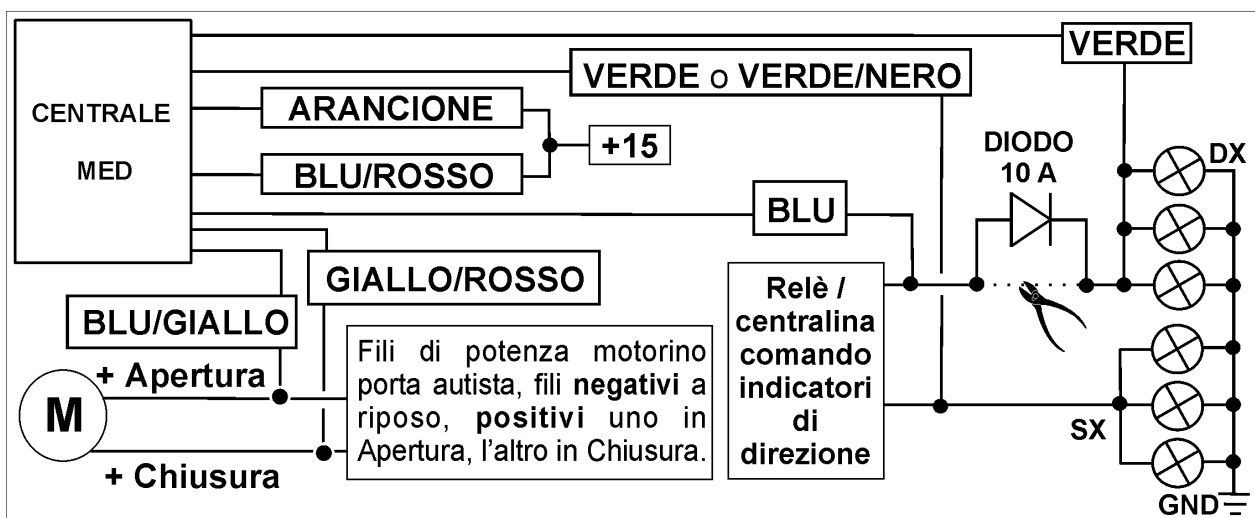 VERDE
VERDE o VERDE/NERO
CENTRALE
MED
ARANCIONE
+15
BLU/ROSSO
DIODO
10 A
DX
BLU
GIALLO/ROSSO
BLU/GIALLO
Relè /
centralina
comando
indicatori
di
direzione
Fili di potenza motorino
porta autista, fili negativi a
riposo, positivi uno in
Apertura, l'altro in Chiusura.
+ Apertura
M
+ Chiusura
SX
GND